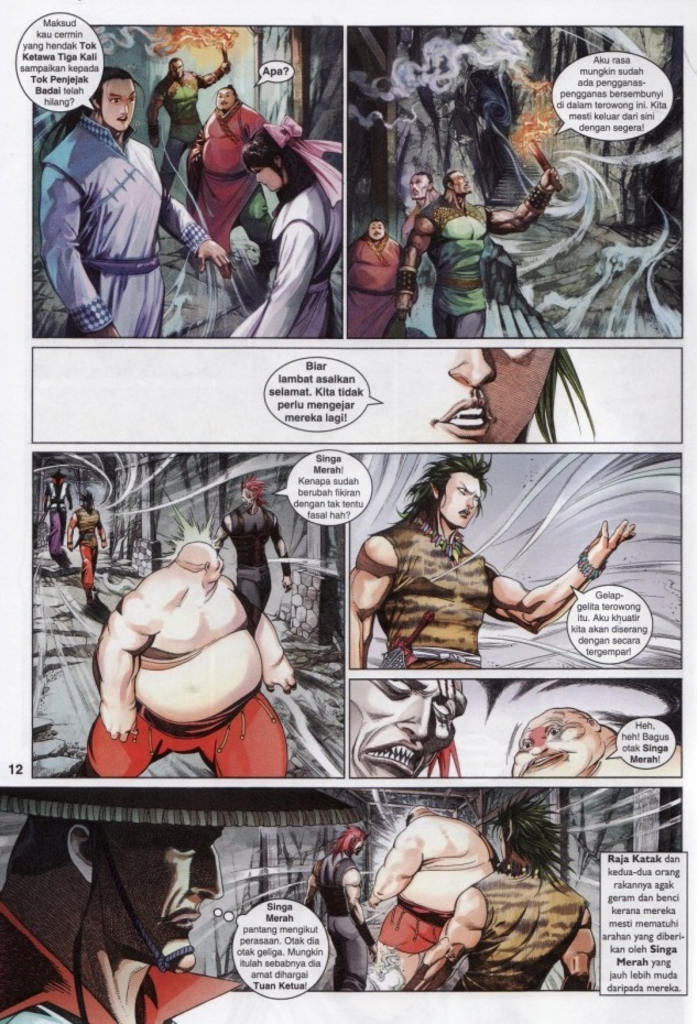 Maksud
kau cermin
yang hendak Tok
Ketawa Tiga Kali
sampaikan kepada
Tok Penjejak
Badai telah
hilang?
Apa?
Aku rasa
mungkin sudah
ada pengganas-
pengganas bersembunyi
di dalam terowong ini. Kita
mesti keluar dari sini
dengan segera!
Biar
lambat asalkan
selamat. Kita tidak
perlu mengejar
mereka lagi!
Singa
Merah!
Kenapa sudah
berubah fikiran
dengan tak tentu
fasal hah?
Gelap-
gelita terowong
itu. Aku khuatir
kita akan diserang
dengan secara
tergempar!
Heh,
heh! Bagus
otak Singa
Merah!
12
Singa
Merah
pantang mengikut
perasaan. Otak dia
otak geliga. Mungkin
itulah sebabnya dia
amat dihargai
Tuan Ketua!
Raja Katak dan
kedua-dua orang
rakannya agak
geram dan benci
kerana mereka
mesti mematuhi
arahan yang diberi-
kan oleh Singa
Merah yang
jauh lebih muda
daripada mereka.